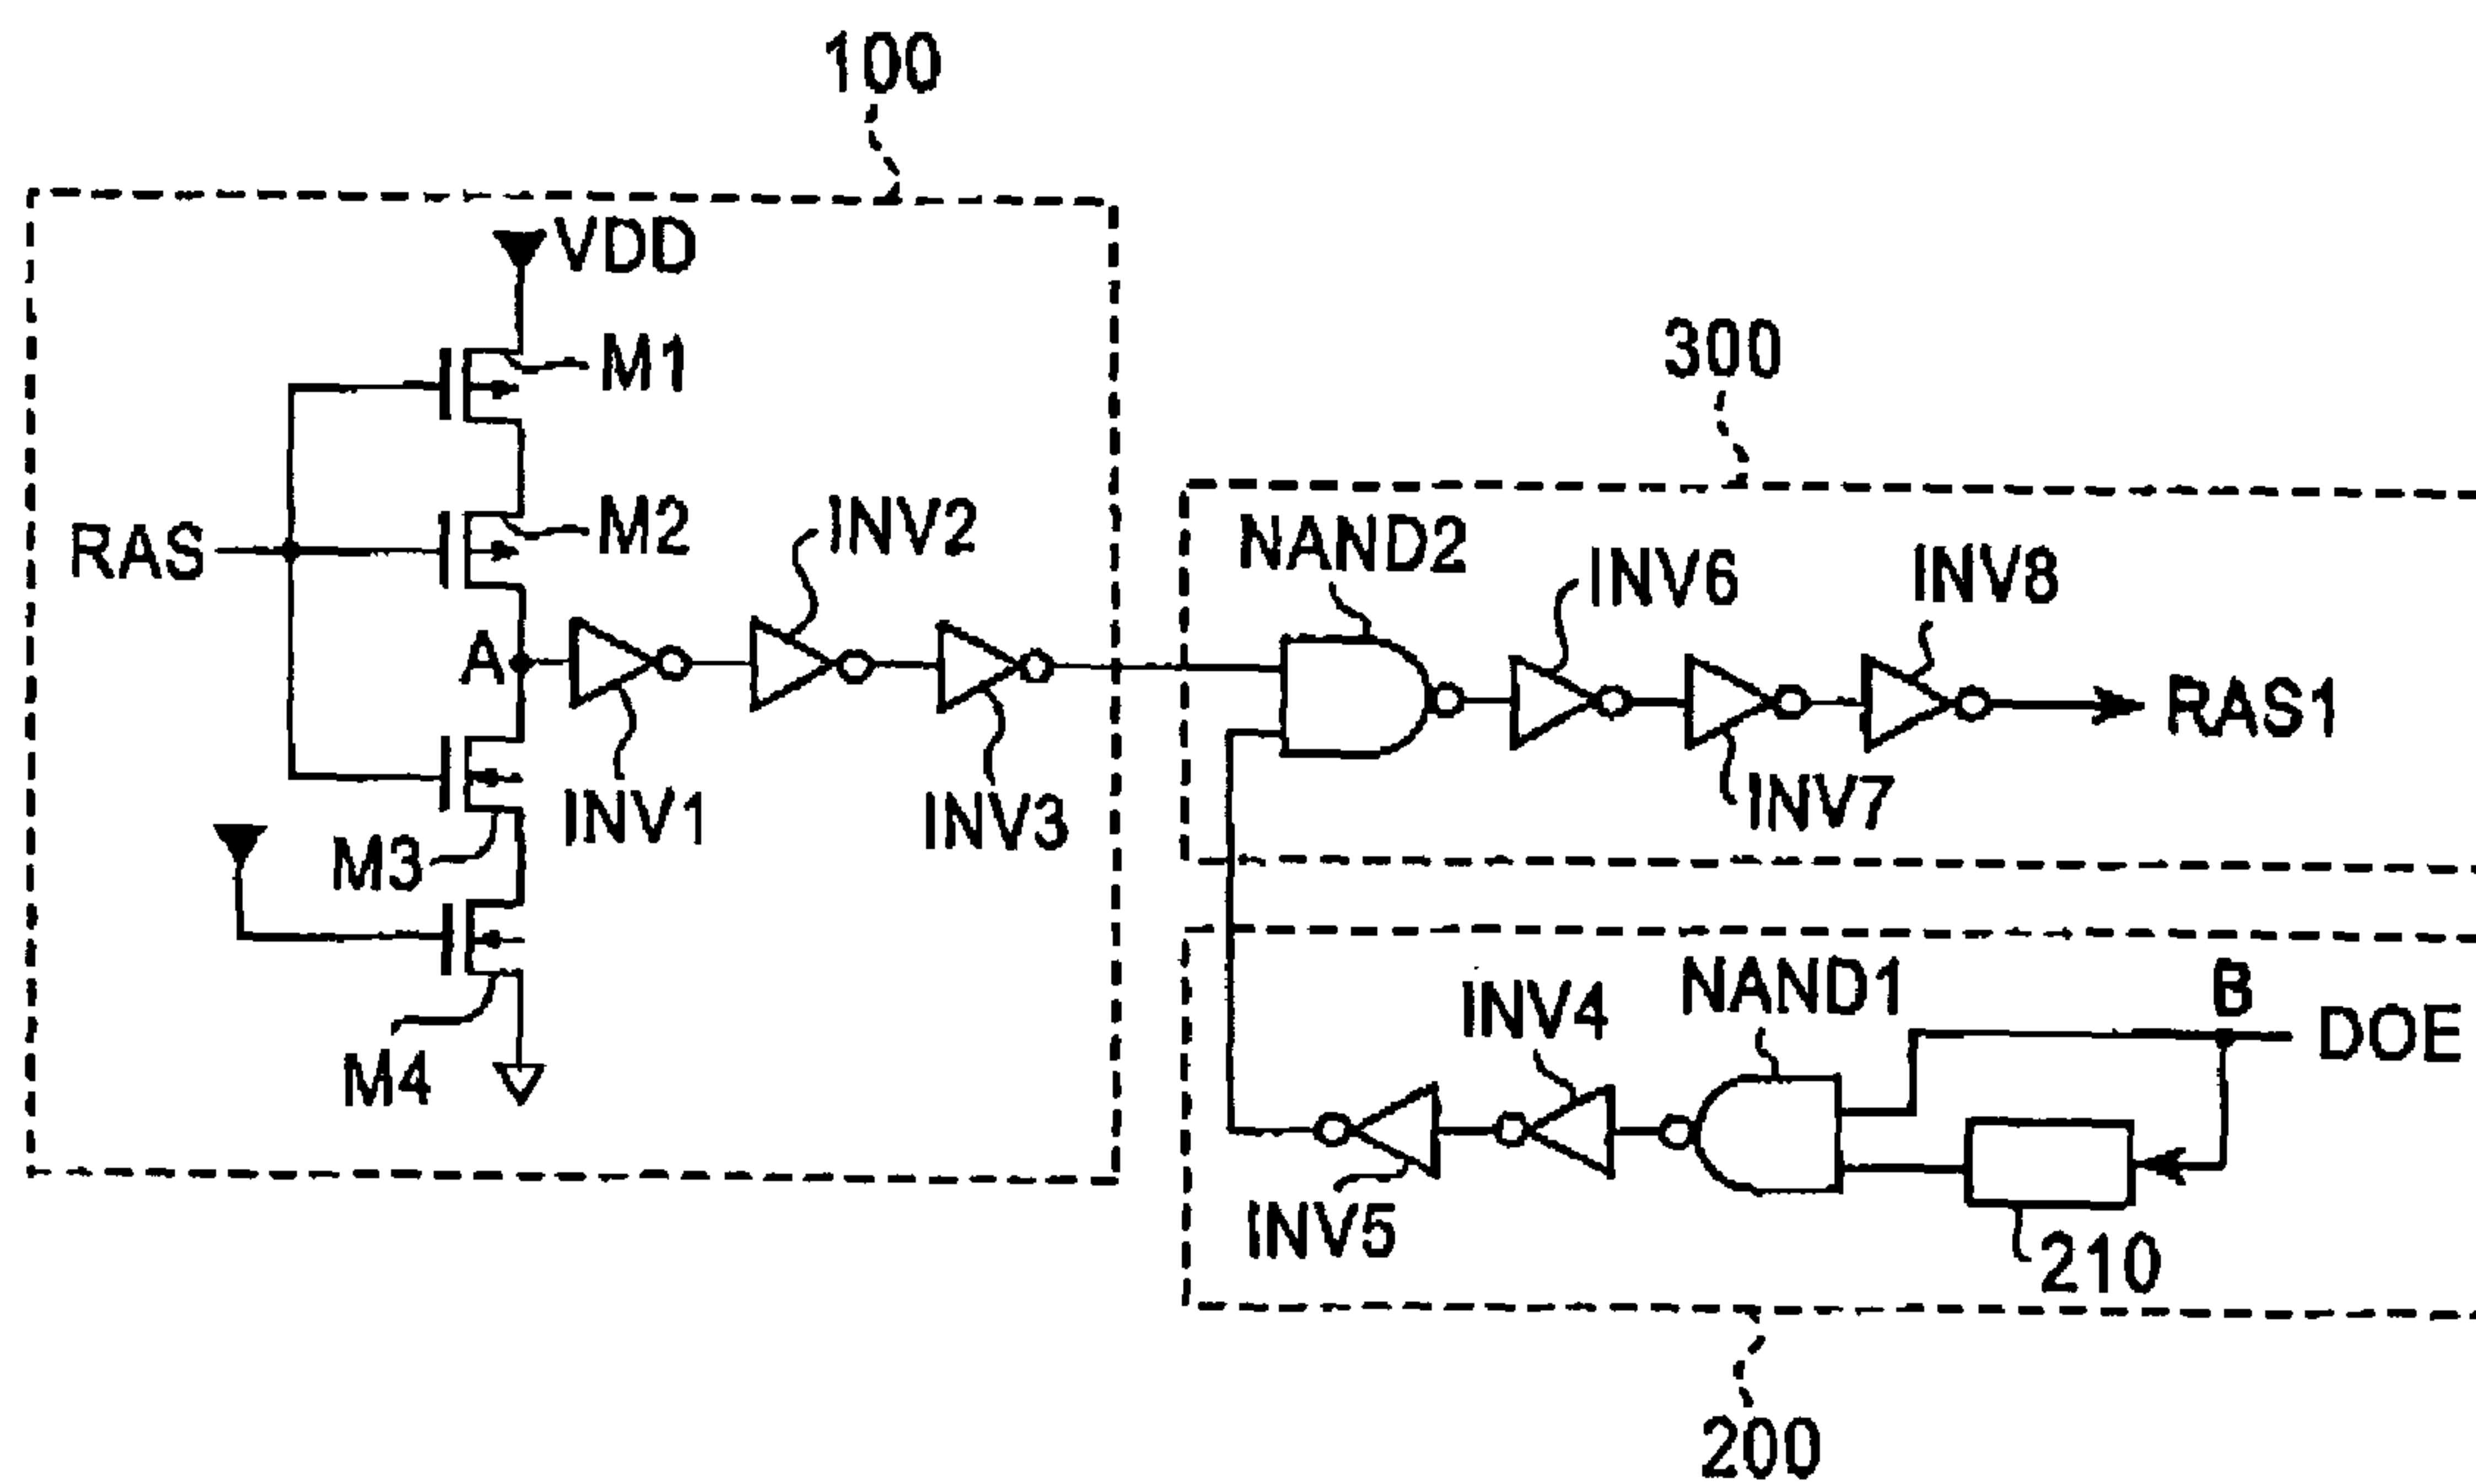 100
VDD
M1
300
M2
INV2
RAS
NAND2
INV6
INV8
A
RAS1
INV1
INV3
INV7
M3
NAND1
B
INV4
DOE
M4
INV5
210
200